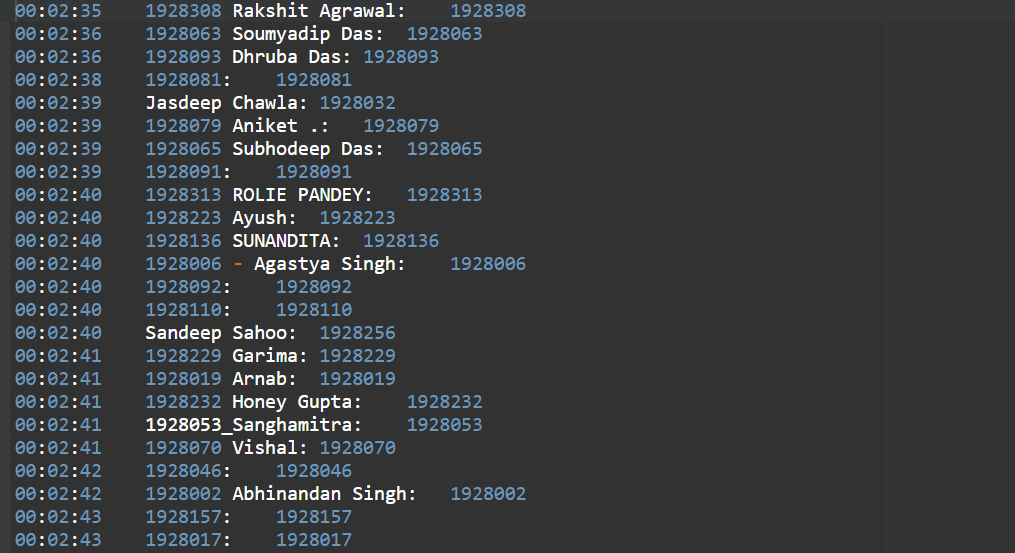 00:02:35 1928308 Rakshit Agrawal: 1928308
00:02:36 1928063 Soumyadip Das: 1928063
00:02:36 1928093 Dhruba Das: 1928093
00:02:38 1928081: 1928081
00:02:39 Jasdeep Chawla: 1928032
00:02:39 1928079 Aniket .: 1928079
00:02:39 1928065 Subhodeep Das: 1928065
00:02:39 1928091: 1928091
00:02:40 1928313 ROLIE PANDEY: 1928313
00:02:40 1928223 Ayush: 1928223
00:02:40 1928136 SUNANDITA: 1928136
00:02:40 1928006 - Agastya Singh: 1928006
00:02:40 1928092: 1928092
00:02:40 1928110: 1928110
00:02:40 Sandeep Sahoo: 1928256
00:02:41 1928229 Garima: 1928229
00:02:41 1928019 Arnab: 1928019
00:02:41 1928232 Honey Gupta: 1928232
00:02:41 1928053_Sanghamitra: 1928053
00:02:41 1928070 Vishal: 1928070
00:02:42 1928046: 1928046
00:02:42 1928002 Abhinandan Singh: 1928002
00:02:43 1928157: 1928157
00:02:43 1928017: 1928017